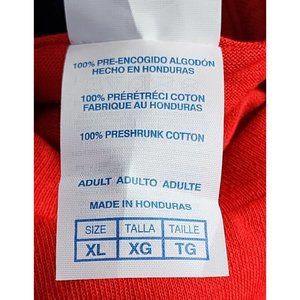 100% PRE-ENCOGIDO ALGODÓN
HECHO EN HONDURAS
100% PRÉRÉTRÉCI COTON
FABRIQUE AU HONDURAS
100% PRESHRUNK COTTON
ADULT ADULTO ADULTE
MADE IN HONDURAS
SIZE TALLA TAILLE
XL XG TG